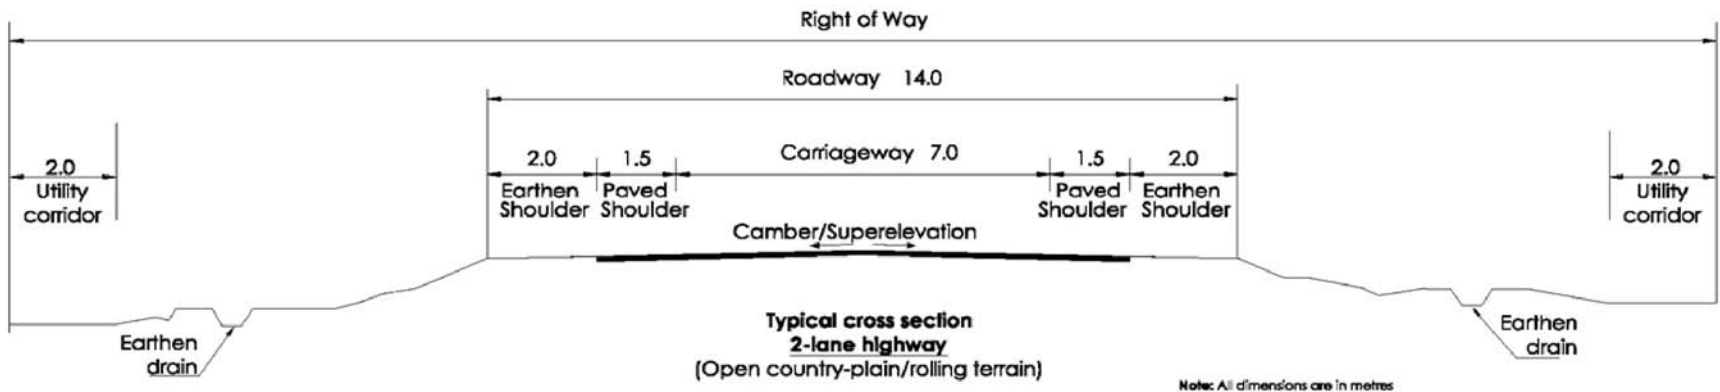 Right of Way
Roadway 14.0
2.0
Utility
corridor
2.0
Earthen
Shoulder
1.5
Paved
Shoulder
Carriageway 7.0
1.5
Paved
Shoulder
2.0
Earthen
Shoulder
2.0
Utility
corridor
Camber/Superelevation
Earthen
drain
Typical cross section
2-lane highway
(Open country-plain/rolling terrain)
Earthen
drain
Note: All dimensions are in metres